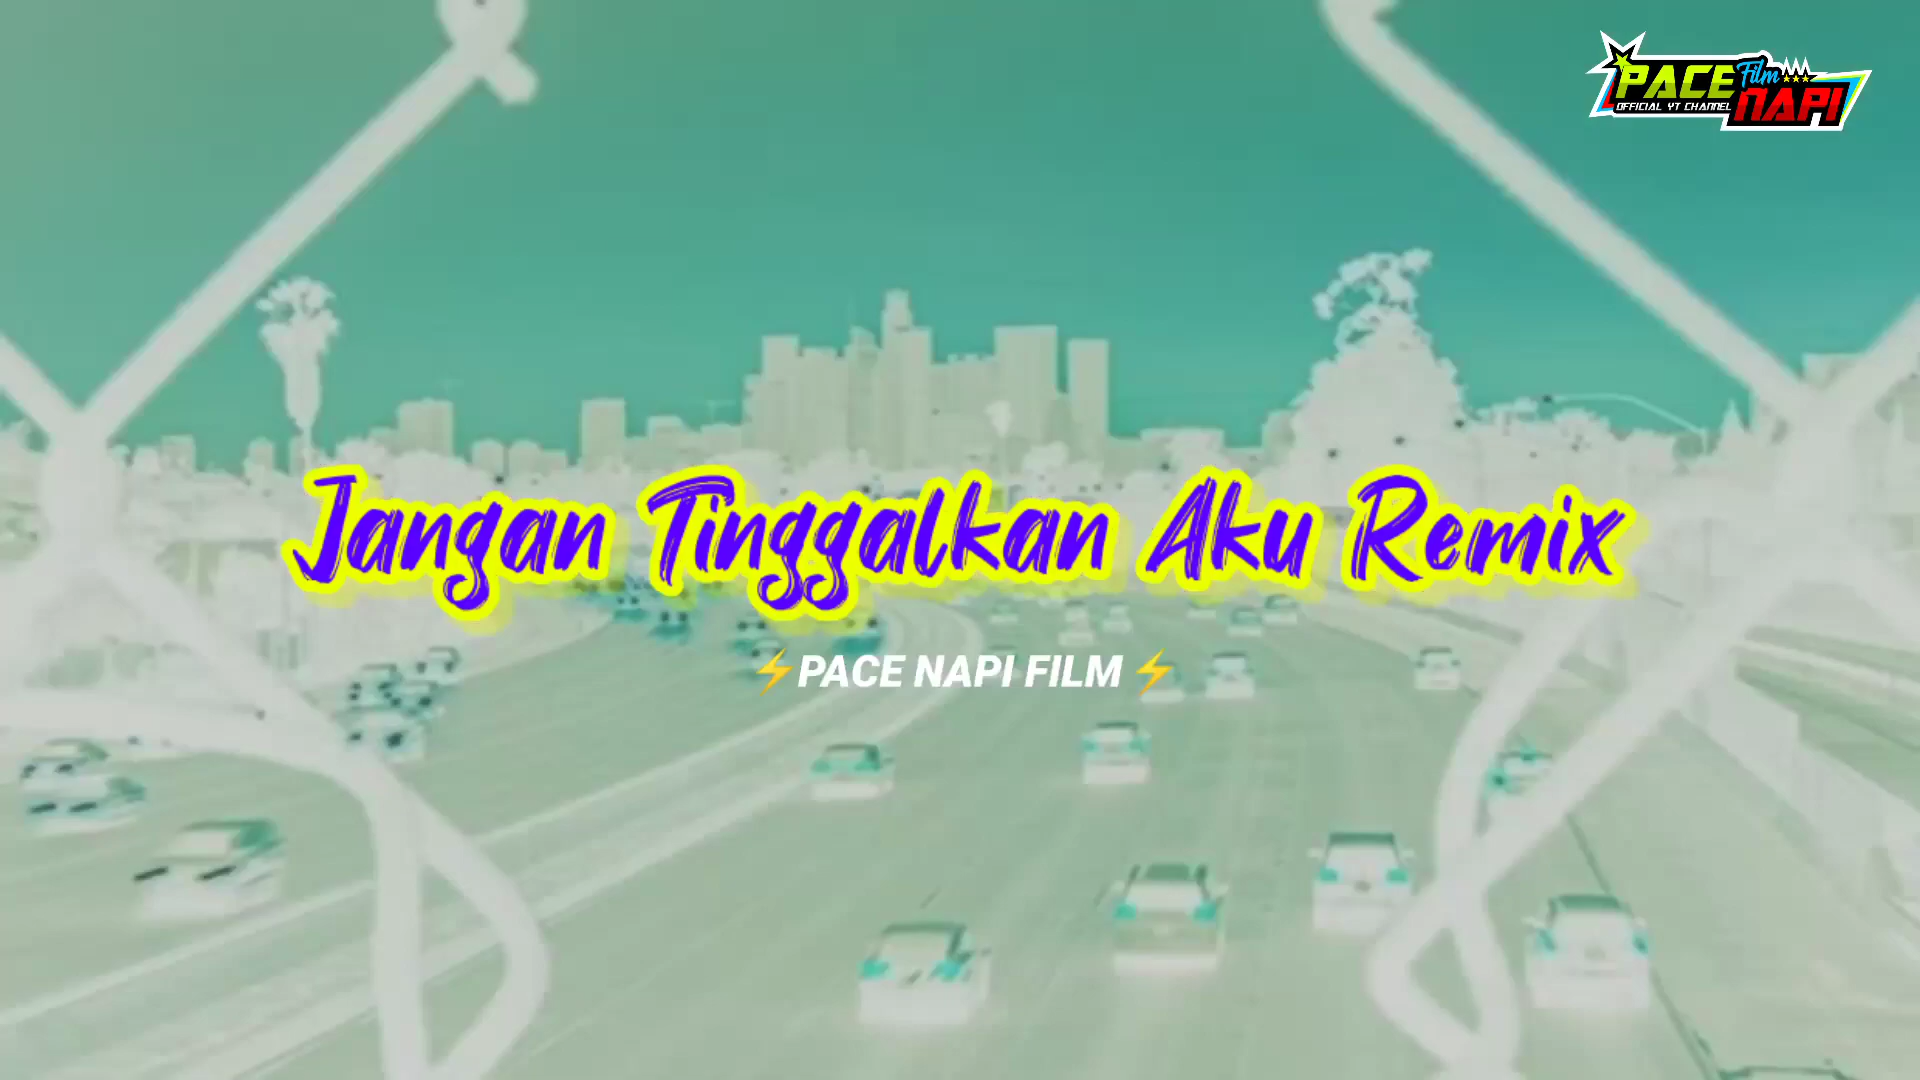 PACE Film
OFFICIAL YT CHANNEL NAPI
Jangan Tinggalkan Aku Remix
⚡PACE NAPI FILM ⚡